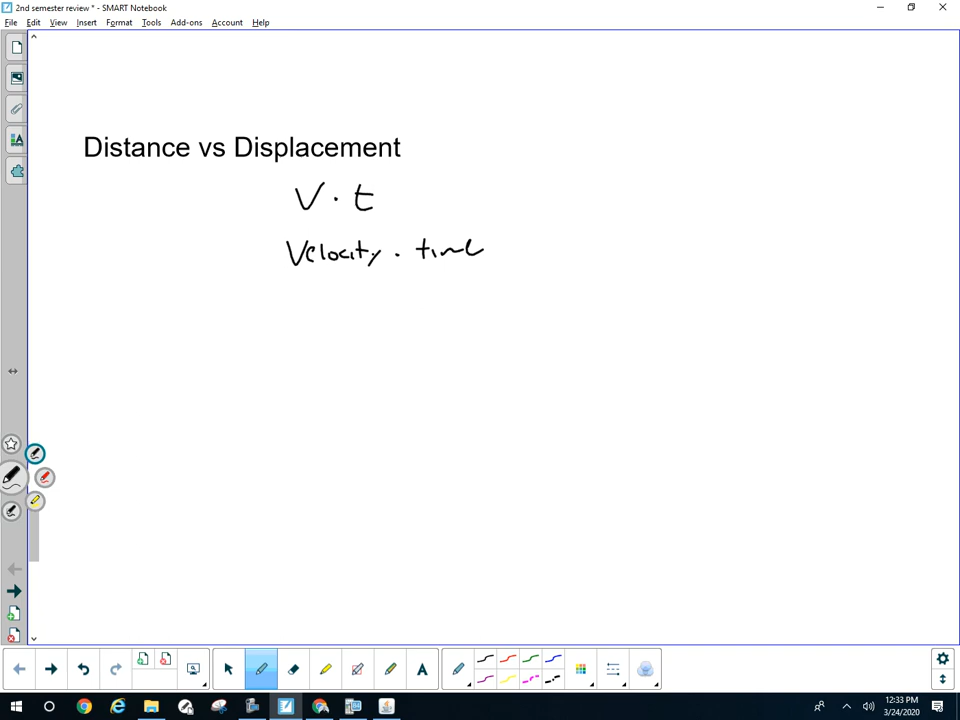 2nd semester review * - SMART Notebook
File Edit View Insert Format Tools Add-ons Account Help
Distance vs Displacement
V · t
Velocity · time
12:33 PM
3/24/2020